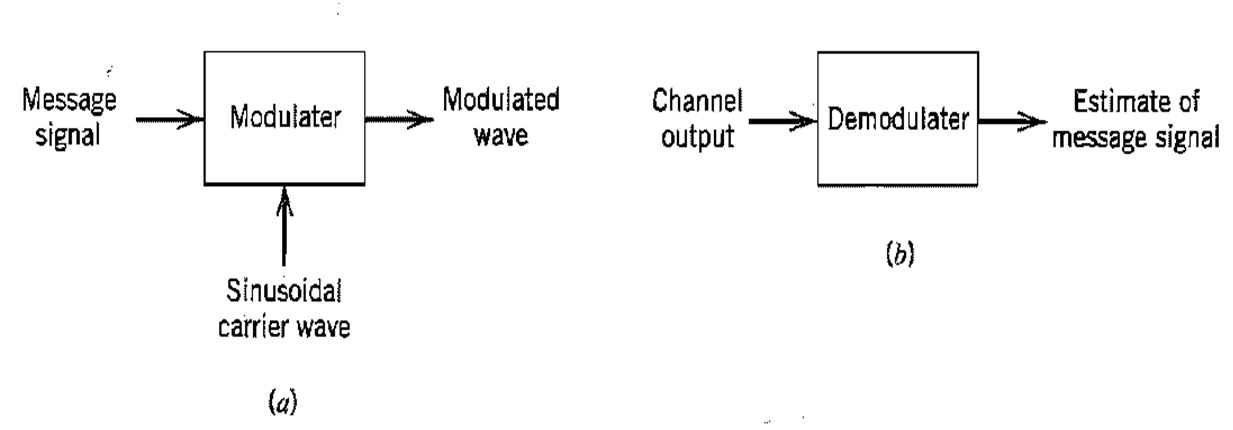 Message
signal
Modulater
Modulated
wave
Sinusoidal
carrier wave
(a)
Channel
output
Demodulater
Estimate of
message signal
(b)